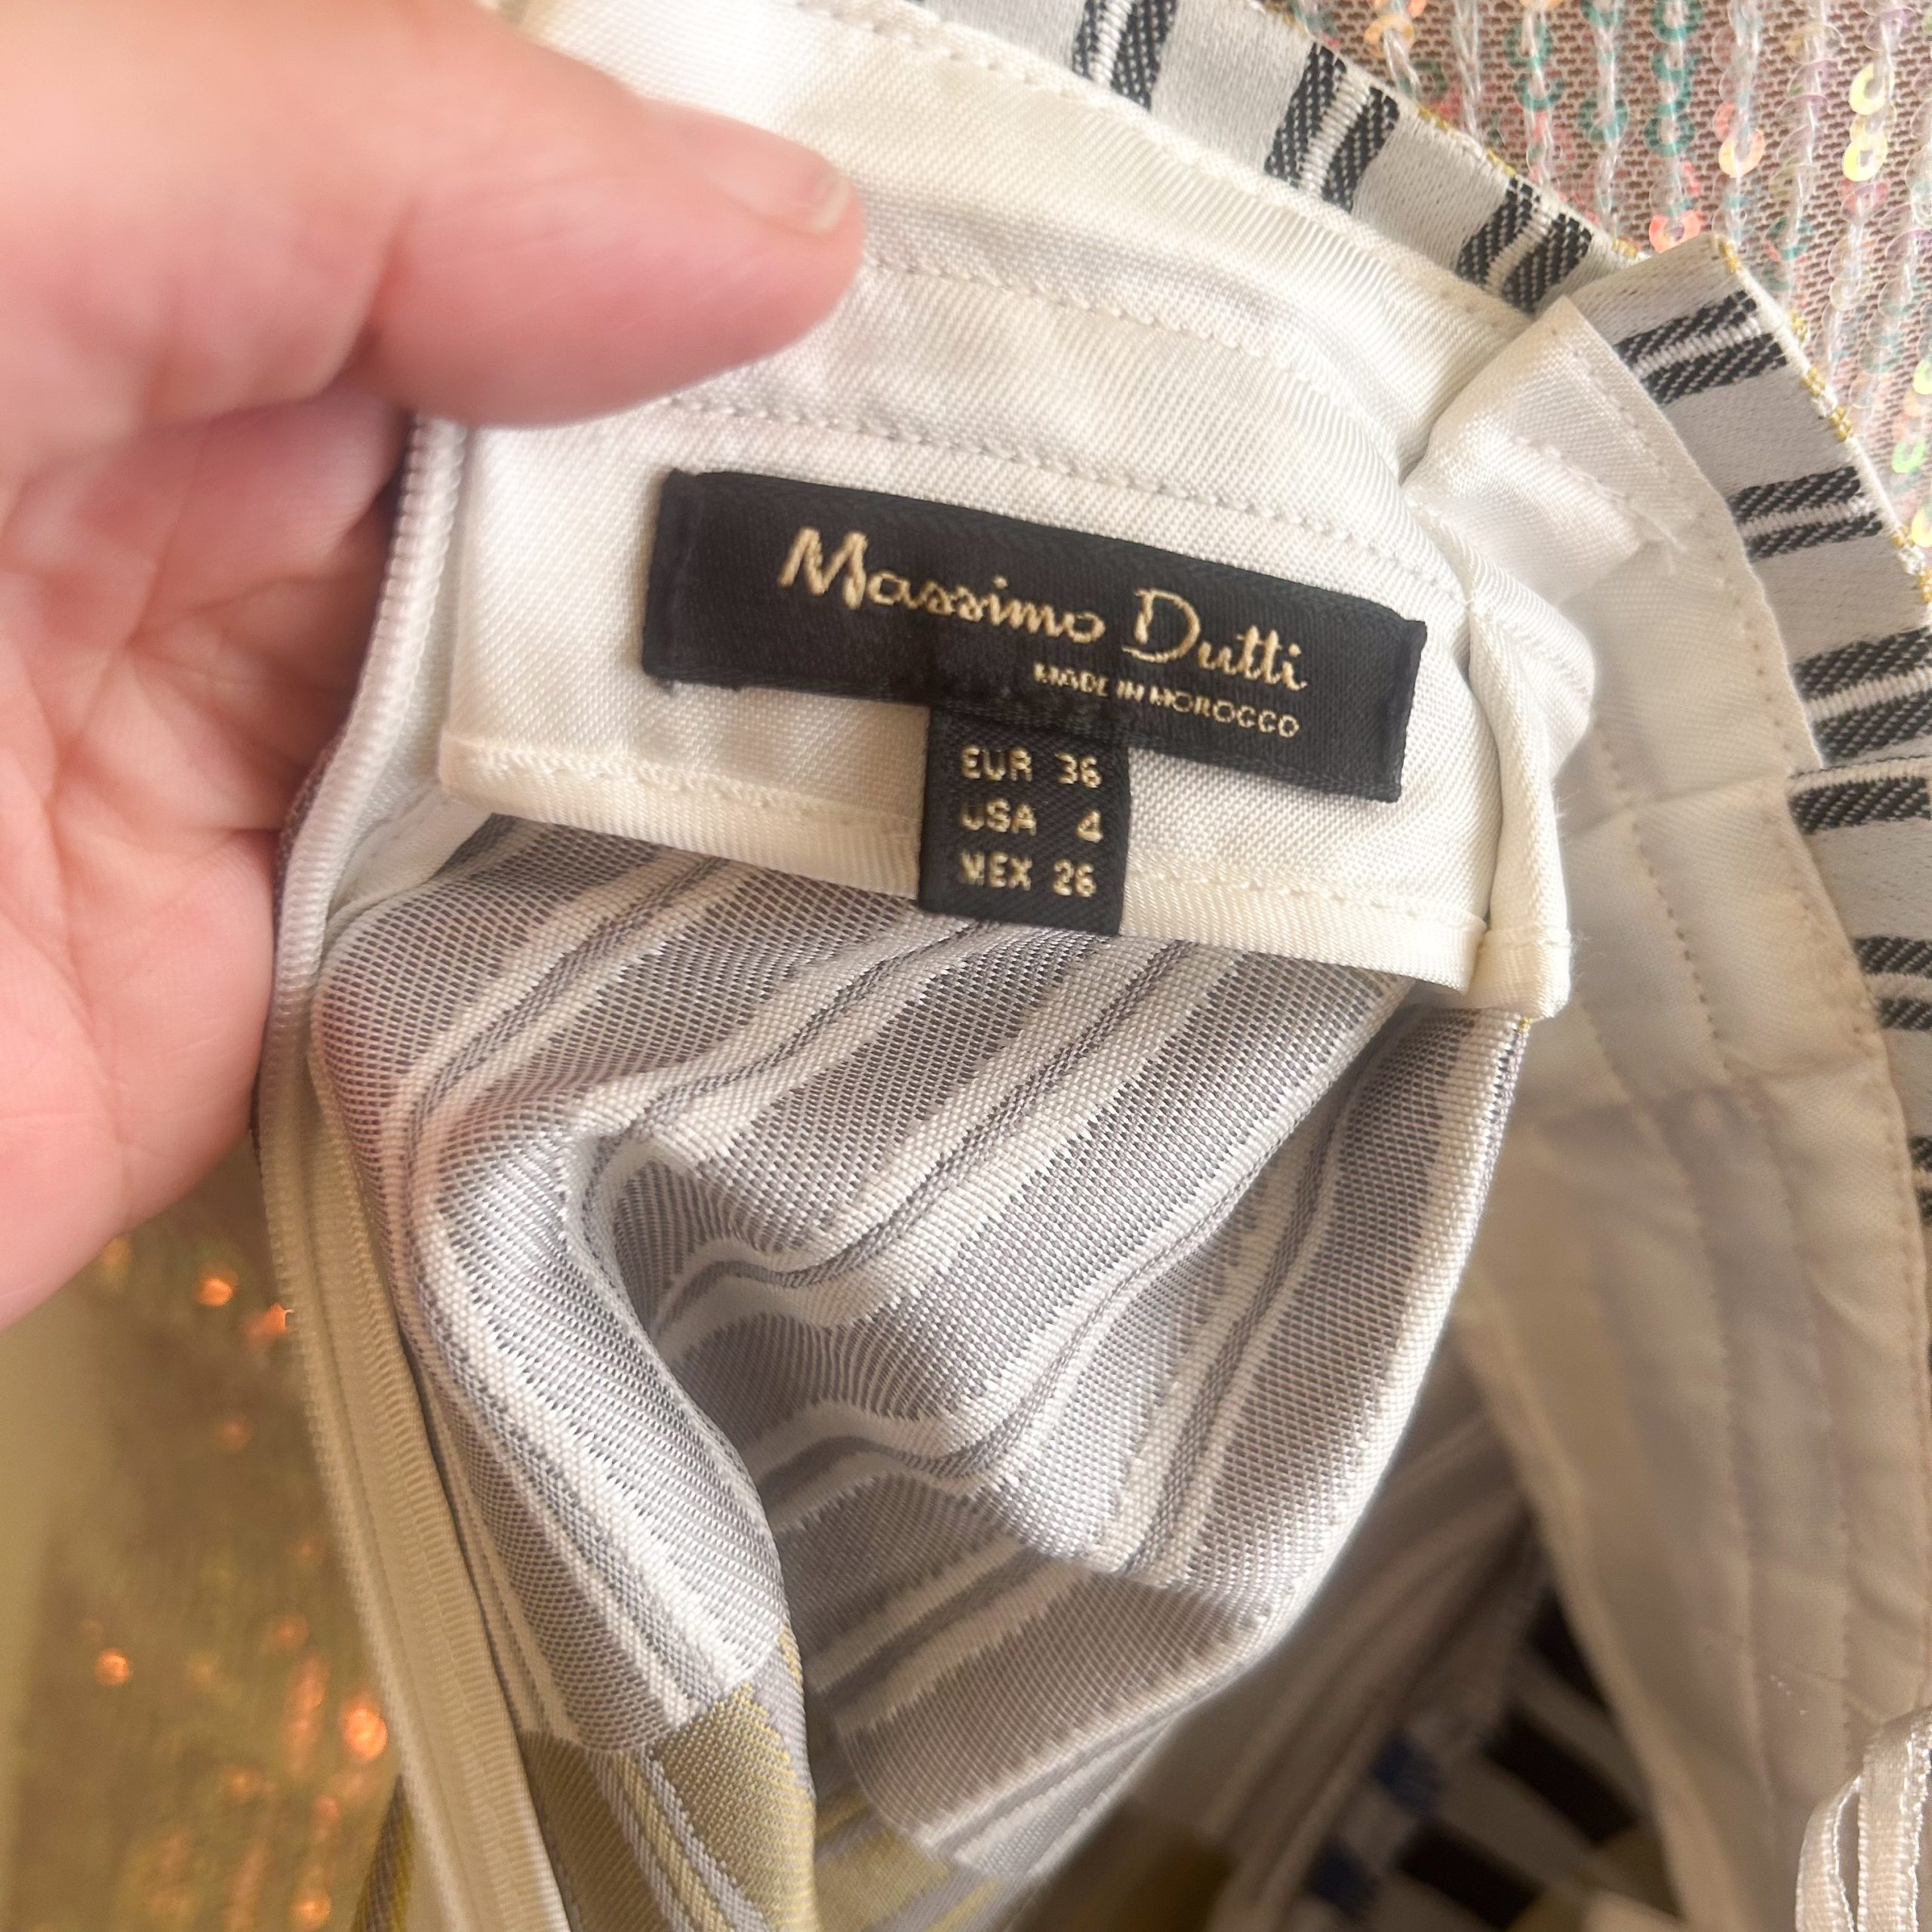 Massimo Dutti
MADE IN MOROCCO
EUR 36
USA 4
MEX 26